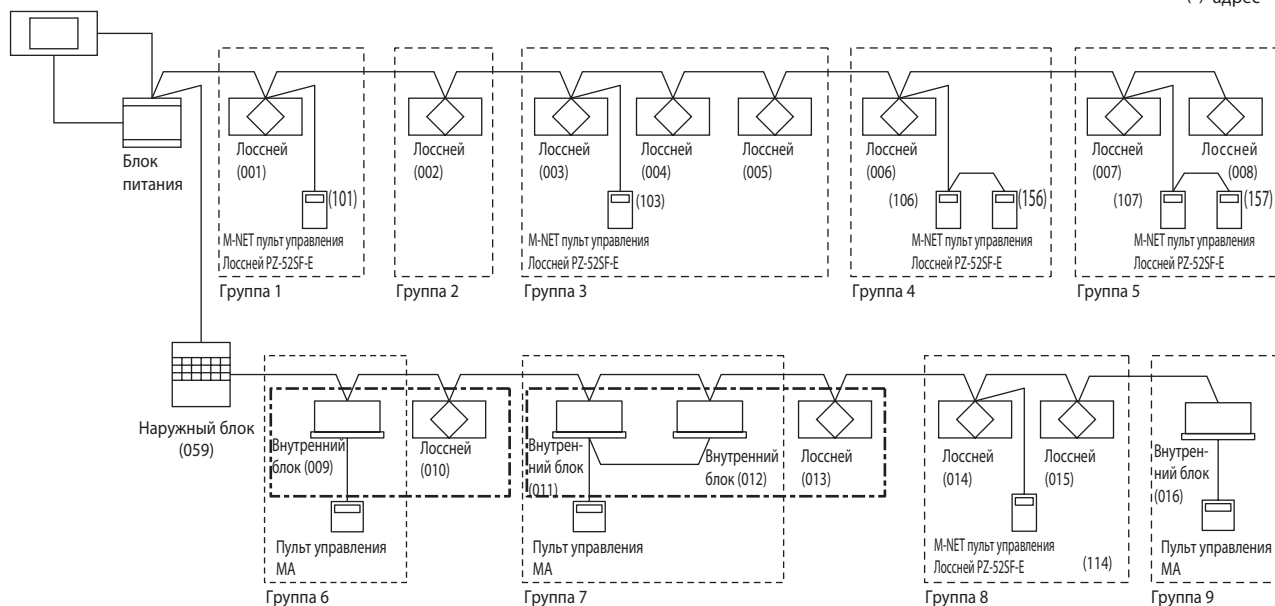 (*) адрес
Блок
питания
Лоссней
(001)
(101)
M-NET пульт управления
Лоссней PZ-52SF-E
Группа 1
Лоссней
(002)
Группа 2
Лоссней
(003)
(103)
M-NET пульт управления
Лоссней PZ-52SF-E
Лоссней
(004)
Лоссней
(005)
Группа 3
Лоссней
(006)
(106)
(156)
M-NET пульт управления
Лоссней PZ-52SF-E
Группа 4
Лоссней
(007)
Лоссней
(008)
(107)
(157)
M-NET пульт управления
Лоссней PZ-52SF-E
Группа 5
Наружный блок
(059)
Внутренний
блок (009)
Пульт управления
MA
Группа 6
Лоссней
(010)
Внутрен-
ний блок
(011)
Внутренний
блок (012)
Пульт управления
MA
Группа 7
Лоссней
(013)
Лоссней
(014)
Лоссней
(015)
M-NET пульт управления
Лоссней PZ-52SF-E
(114)
Группа 8
Внутрен-
ний блок
(016)
Пульт управления
MA
Группа 9